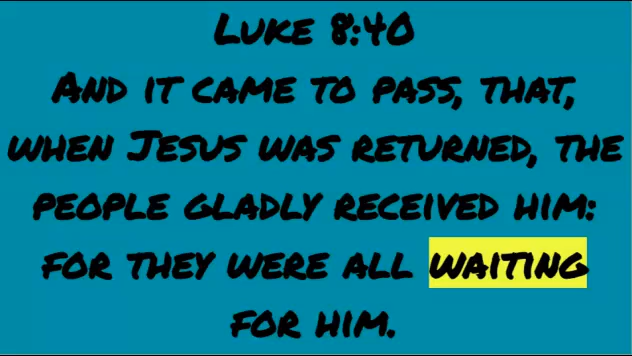 Luke 8:40
And it came to pass, that,
when Jesus was returned, the
people gladly received him:
for they were all waiting
for him.